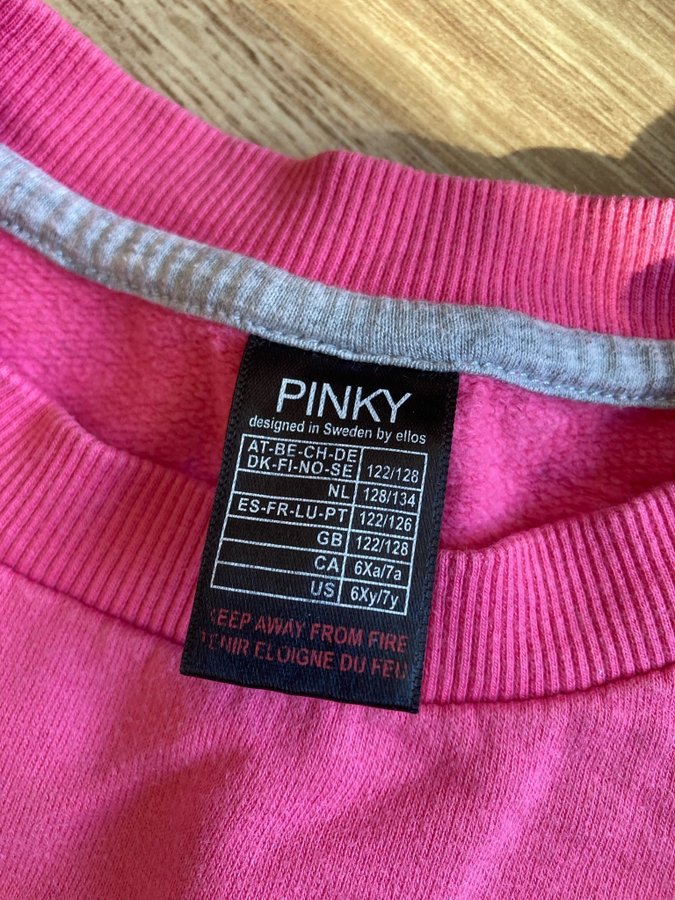 PINKY
designed in Sweden by ellos
AT-BE-CH-DE
DK-FI-NO-SE 122/128
NL 128/134
ES-FR-LU-PT 122/126
GB 122/128
CA 6Xa/7a
US 6Xy/7y
KEEP AWAY FROM FIRE
TENIR ELOIGNE DU FEU